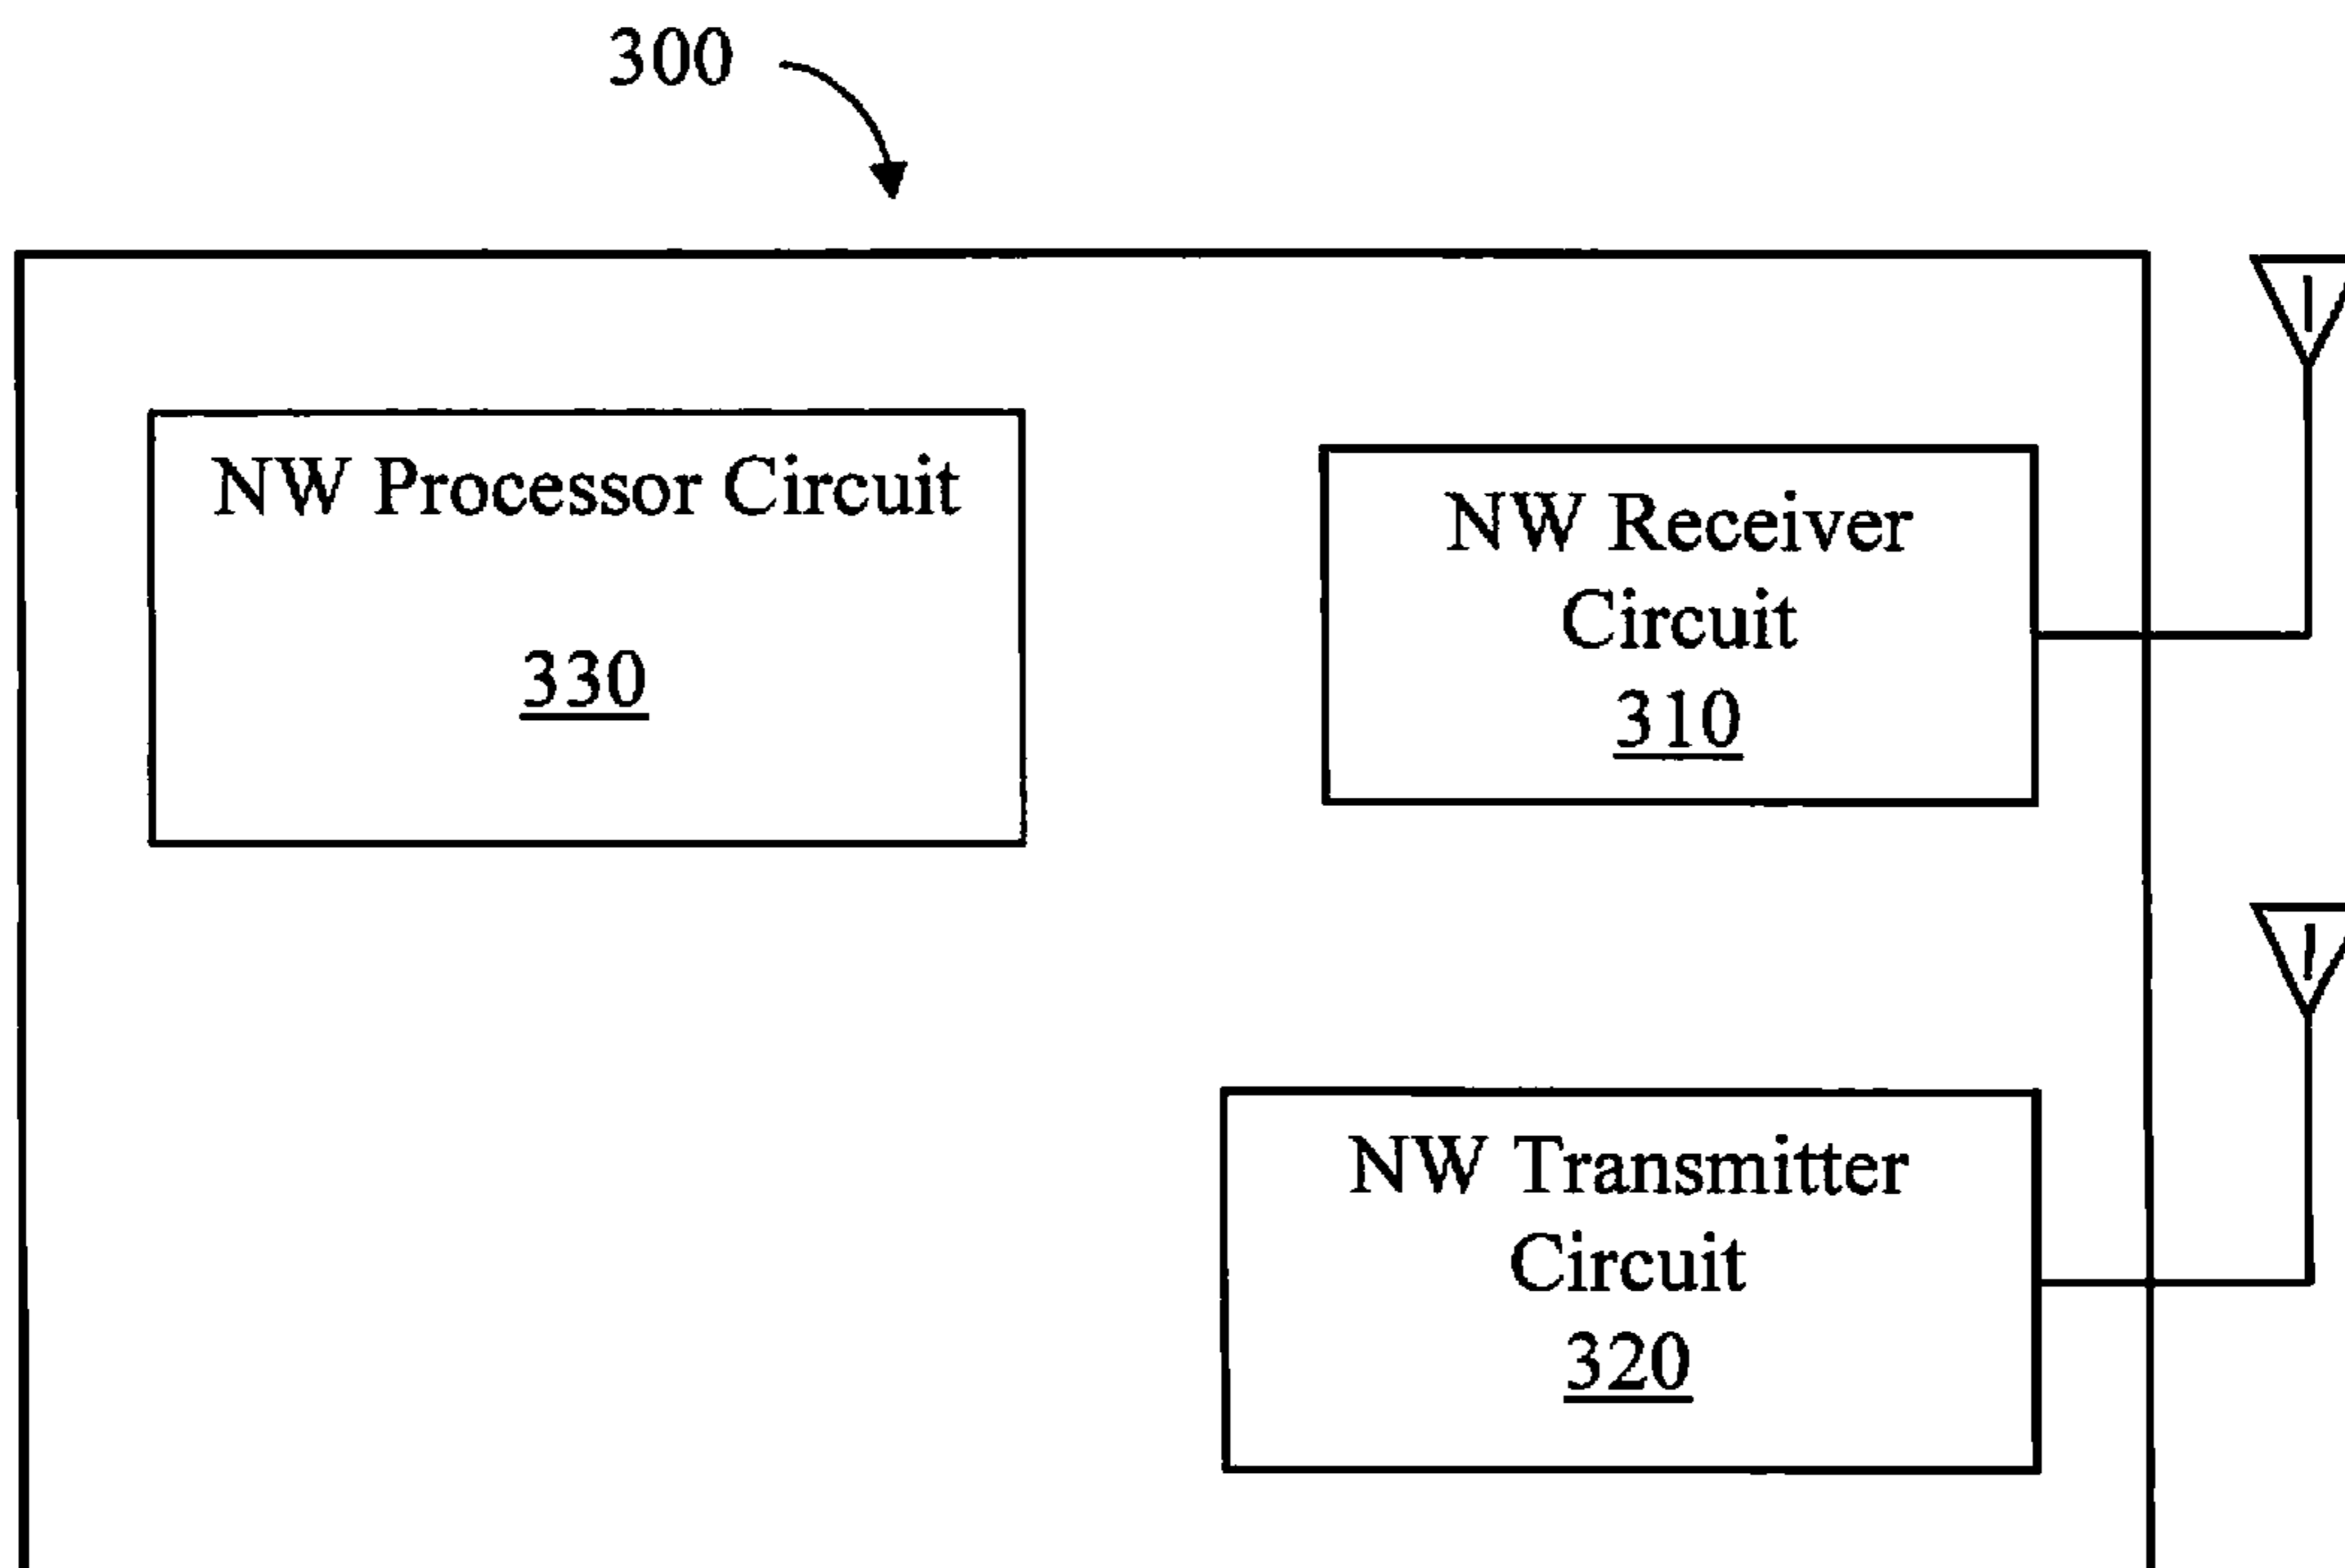 300
NW Processor Circuit
330
NW Receiver
Circuit
310
NW Transmitter
Circuit
320